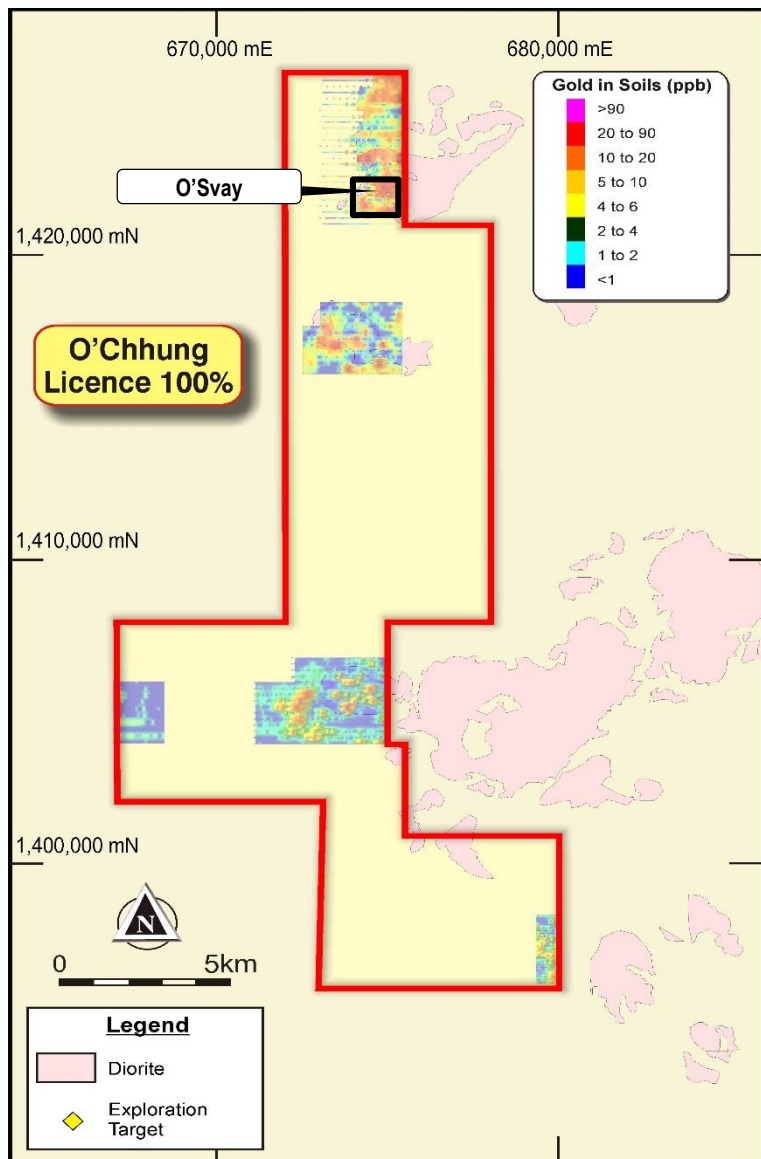 670,000 mE
680,000 mE
Gold in Soils (ppb)
>90
20 to 90
10 to 20
5 to 10
4 to 6
2 to 4
1 to 2
<1
O'Svay
1,420,000 mN
O'Chhung
Licence 100%
1,410,000 mN
1,400,000 mN
N
0 5km
Legend
Diorite
Exploration
Target